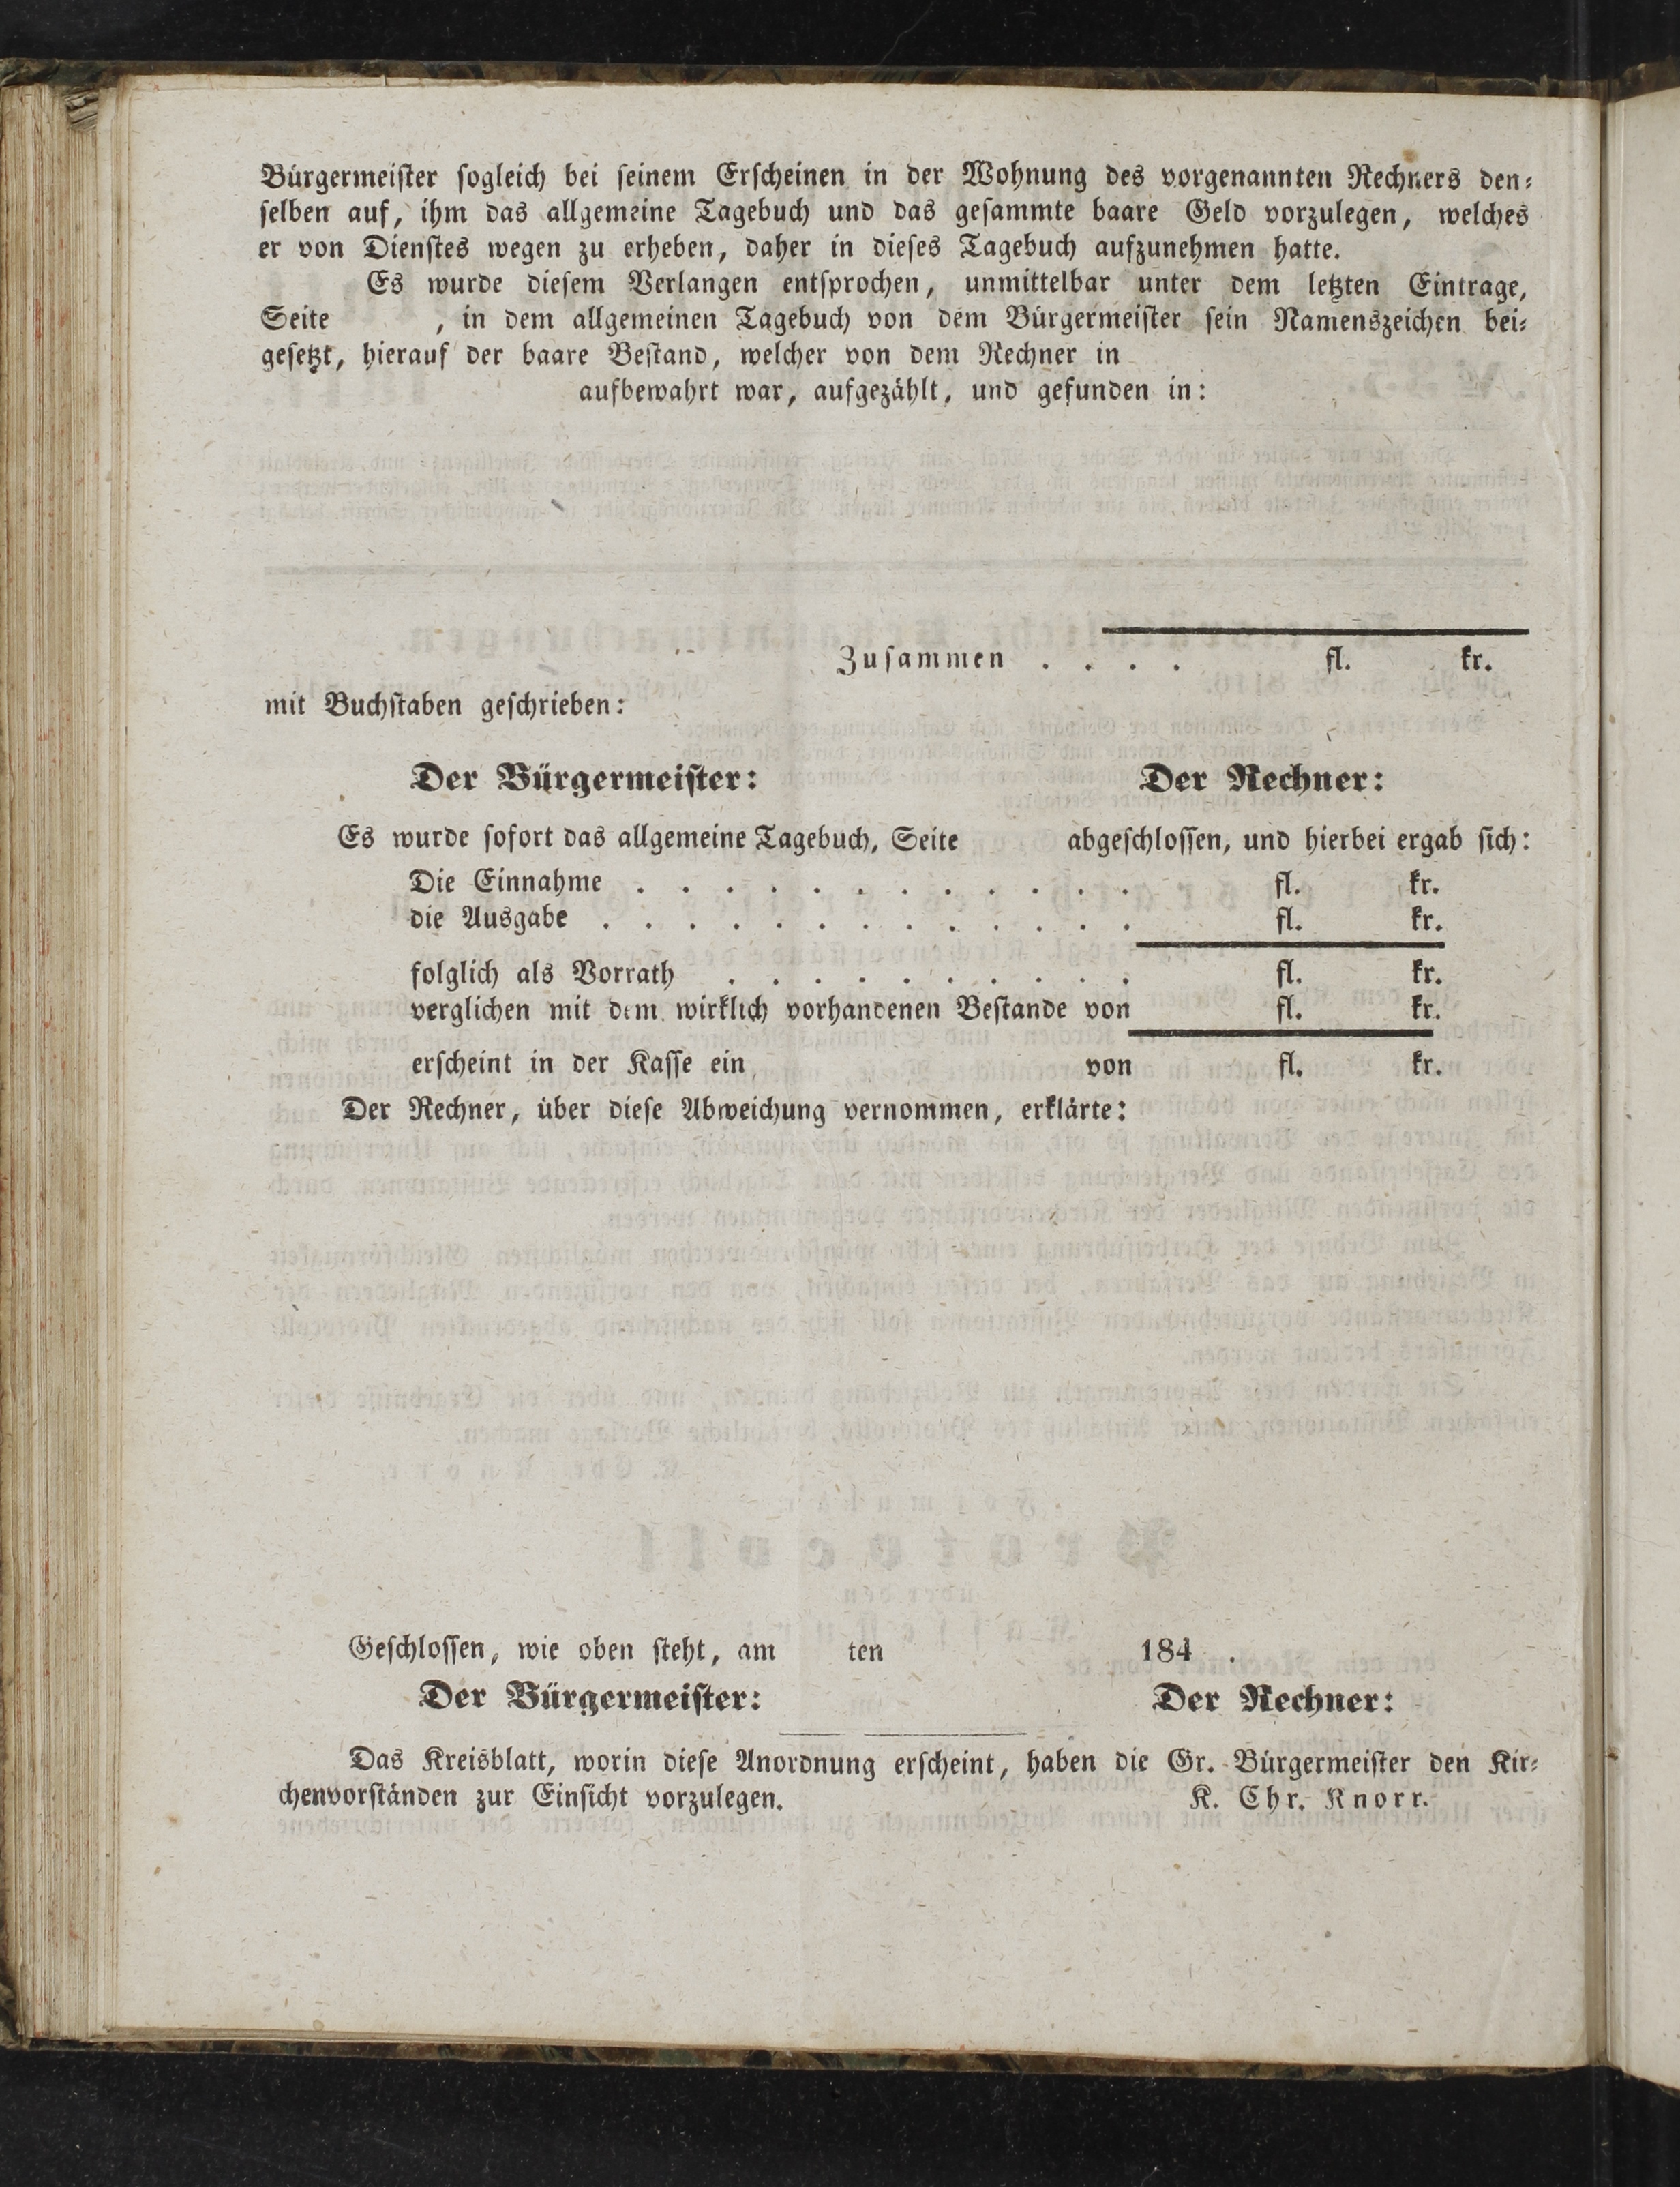 Bürgermeiſter ſogleich bei ſeinem Erſcheinen in der Wohnung des vorgenannten Rechners den⸗
ſelben auf, ihm das allgemeine Tagebuch und das geſammte baare Geld vorzulegen, welches
er von Dienſtes wegen zu erheben, daher in dieſes Tagebuch aufzunehmen hatte.
Es wurde dieſem Verlangen entſprochen, unmittelbar unter dem letzten Eintrage,
Seite , in dem allgemeinen Tagebuch von dem Bürgermeiſter ſein Namenszeichen bei⸗
geſetzt, hierauf der baare Beſtand, welcher von dem Rechner in
aufbewahrt war, aufgezählt, und gefunden in:
Zusammen . . . . fl. kr.
mit Buchſtaben geſchrieben:
Der Bürgermeiſter: Der Rechner:
Es wurde ſofort das allgemeine Tagebuch, Seite abgeſchloſſen, und hierbei ergab ſich:
Die Einnahme . . . . . . . . . . . . fl. kr.
die Ausgabe . . . . . . . . . . . . . fl. kr.
folglich als Vorrath . . . . . . . . . . fl. kr.
verglichen mit dem wirklich vorhandenen Beſtande von fl. kr.
erſcheint in der Kaſſe ein von fl. kr.
Der Rechner, über dieſe Abweichung vernommen, erklärte:
Geſchloſſen, wie oben ſteht, am ten 184 .
Der Bürgermeiſter: Der Rechner:
Das Kreisblatt, worin dieſe Anordnung erſcheint, haben die Gr. Bürgermeiſter den Kir⸗
chenvorſtänden zur Einſicht vorzulegen. K. Chr. Knorr.